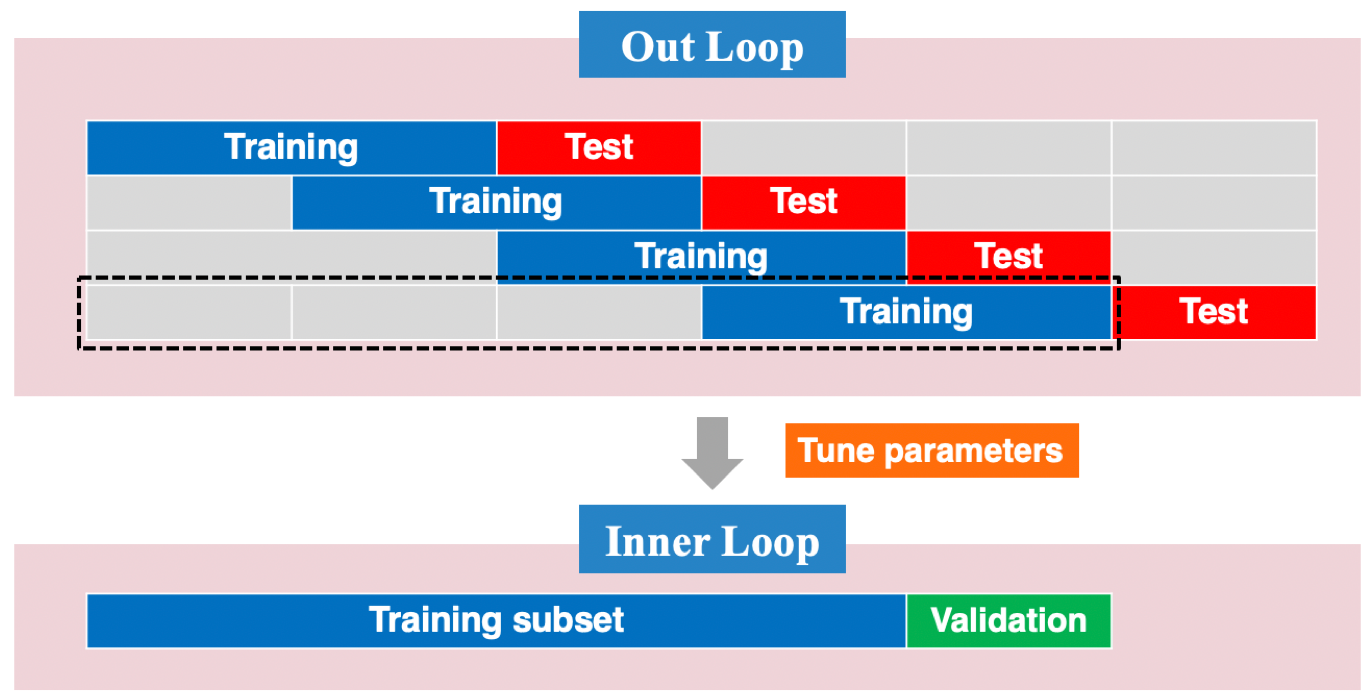 Out Loop
Training Test
Training Test
Training Test
Training Test
Tune parameters
Inner Loop
Training subset Validation